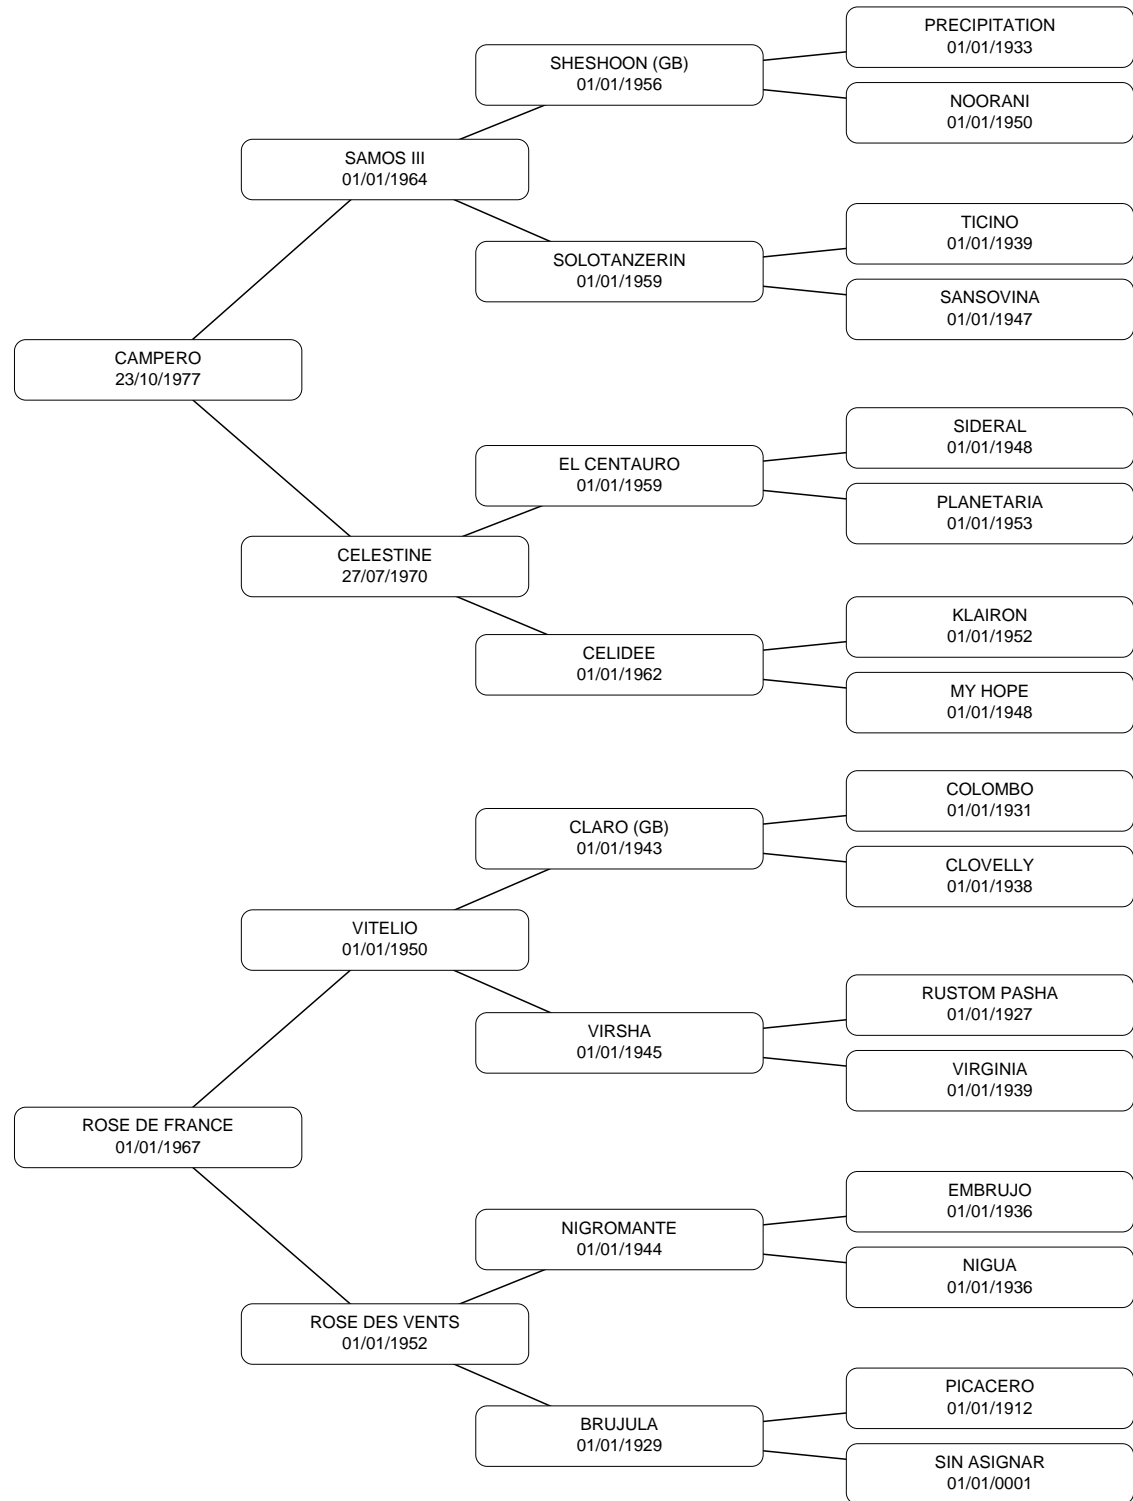 PRECIPITATION
01/01/1933
SHESHOON (GB)
01/01/1956
NOORANI
01/01/1950
SAMOS III
01/01/1964
TICINO
01/01/1939
SOLOTANZERIN
01/01/1959
SANSOVINA
01/01/1947
CAMPERO
23/10/1977
SIDERAL
01/01/1948
EL CENTAURO
01/01/1959
PLANETARIA
01/01/1953
CELESTINE
27/07/1970
KLAIRON
01/01/1952
CELIDEE
01/01/1962
MY HOPE
01/01/1948
COLOMBO
01/01/1931
CLARO (GB)
01/01/1943
CLOVELLY
01/01/1938
VITELIO
01/01/1950
RUSTOM PASHA
01/01/1927
VIRSHA
01/01/1945
VIRGINIA
01/01/1939
ROSE DE FRANCE
01/01/1967
EMBRUJO
01/01/1936
NIGROMANTE
01/01/1944
NIGUA
01/01/1936
ROSE DES VENTS
01/01/1952
PICACERO
01/01/1912
BRUJULA
01/01/1929
SIN ASIGNAR
01/01/0001